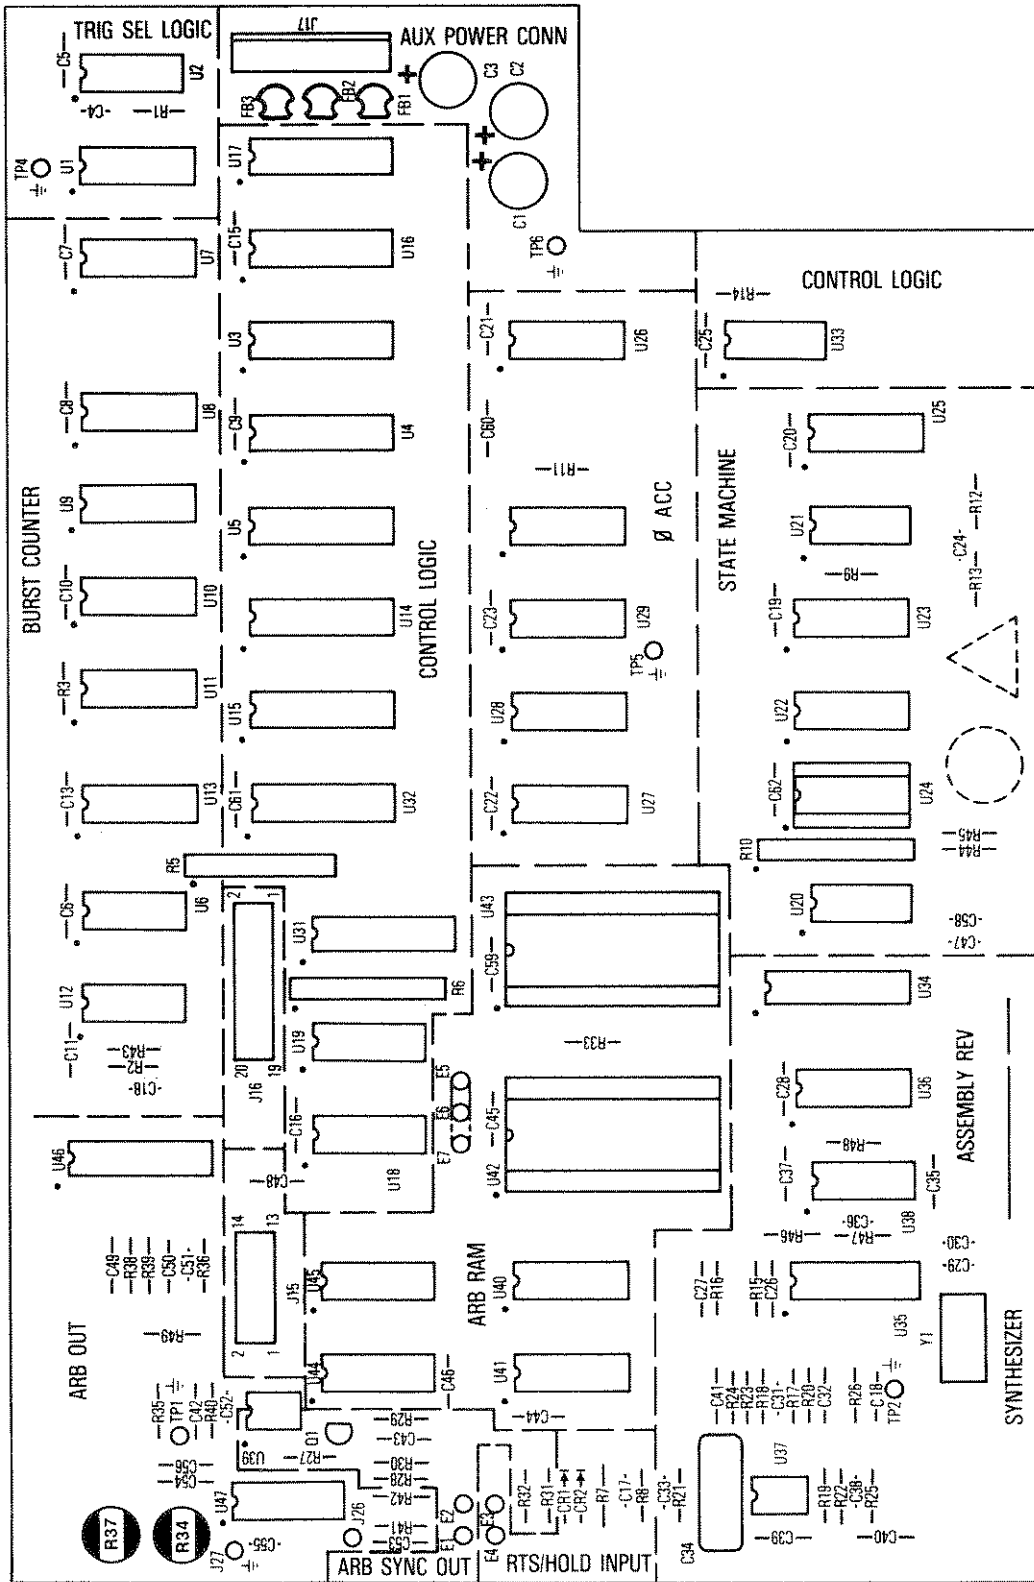 TRIG SEL LOGIC
J17
AUX POWER CONN
C5
U2
C4
R1
FB3
FB2
FB1
C3
C2
+
+
+
TP4
U1
U17
C1
C7
U7
C15
U16
TP6
CONTROL LOGIC
R14
U3
C21
U26
C25
U33
BURST COUNTER
C8
U8
C9
U4
C60
R11
C20
U25
STATE MACHINE
U9
U5
Ø ACC
U21
R12
C24
R13
R9
C10
U10
U14
CONTROL LOGIC
C23
U29
C19
U23
R3
U11
U15
U28
TP5
U22
C13
U13
C61
U32
C22
U27
C62
U24
R5
R10
R45
R44
C6
U6
2
1
U31
U43
U20
C58
C47
C59
U12
R6
U34
C11
R43
R2
C18
20
19
J16
U19
R33
E5
E6
E7
ASSEMBLY REV
C28
U36
U46
C16
U18
C45
U42
R48
C37
C35
U38
C48
14
13
R46
C36
R47
C30
C29
C49
R38
R39
C50
C51
R36
J15
U45
ARB RAM
U40
C27
R16
R15
C26
U35
Y1
ARB OUT
R49
2
1
U44
C46
U41
R35
TP1
C42
R40
C52
U39
R27
Q1
R29
C43
C44
C41
R24
R23
R18
C31
R17
R20
C32
R26
C18
TP2
SYNTHESIZER
C56
C54
R30
R28
R42
R32
R31
CR1
CR2
R7
C17
R8
C33
R21
U37
R37
R34
U47
J26
E2
E3
R19
R22
C38
R25
J27
C55
R41
C53
E1
E4
C34
C39
C40
ARB SYNC OUT
RTS/HOLD INPUT